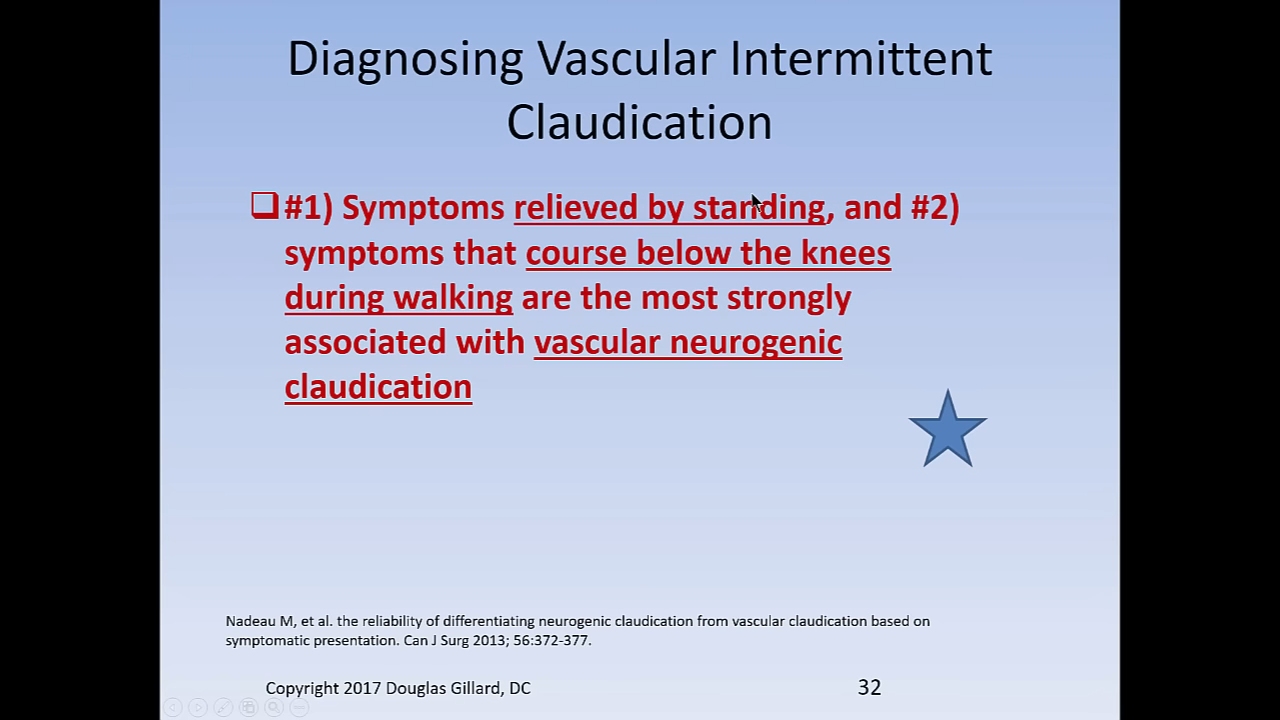 Diagnosing Vascular Intermittent
Claudication
#1) Symptoms relieved by standing, and #2)
symptoms that course below the knees
during walking are the most strongly
associated with vascular neurogenic
claudication
Nadeau M, et al. the reliability of differentiating neurogenic claudication from vascular claudication based on
symptomatic presentation. Can J Surg 2013; 56:372-377.
Copyright 2017 Douglas Gillard, DC
32